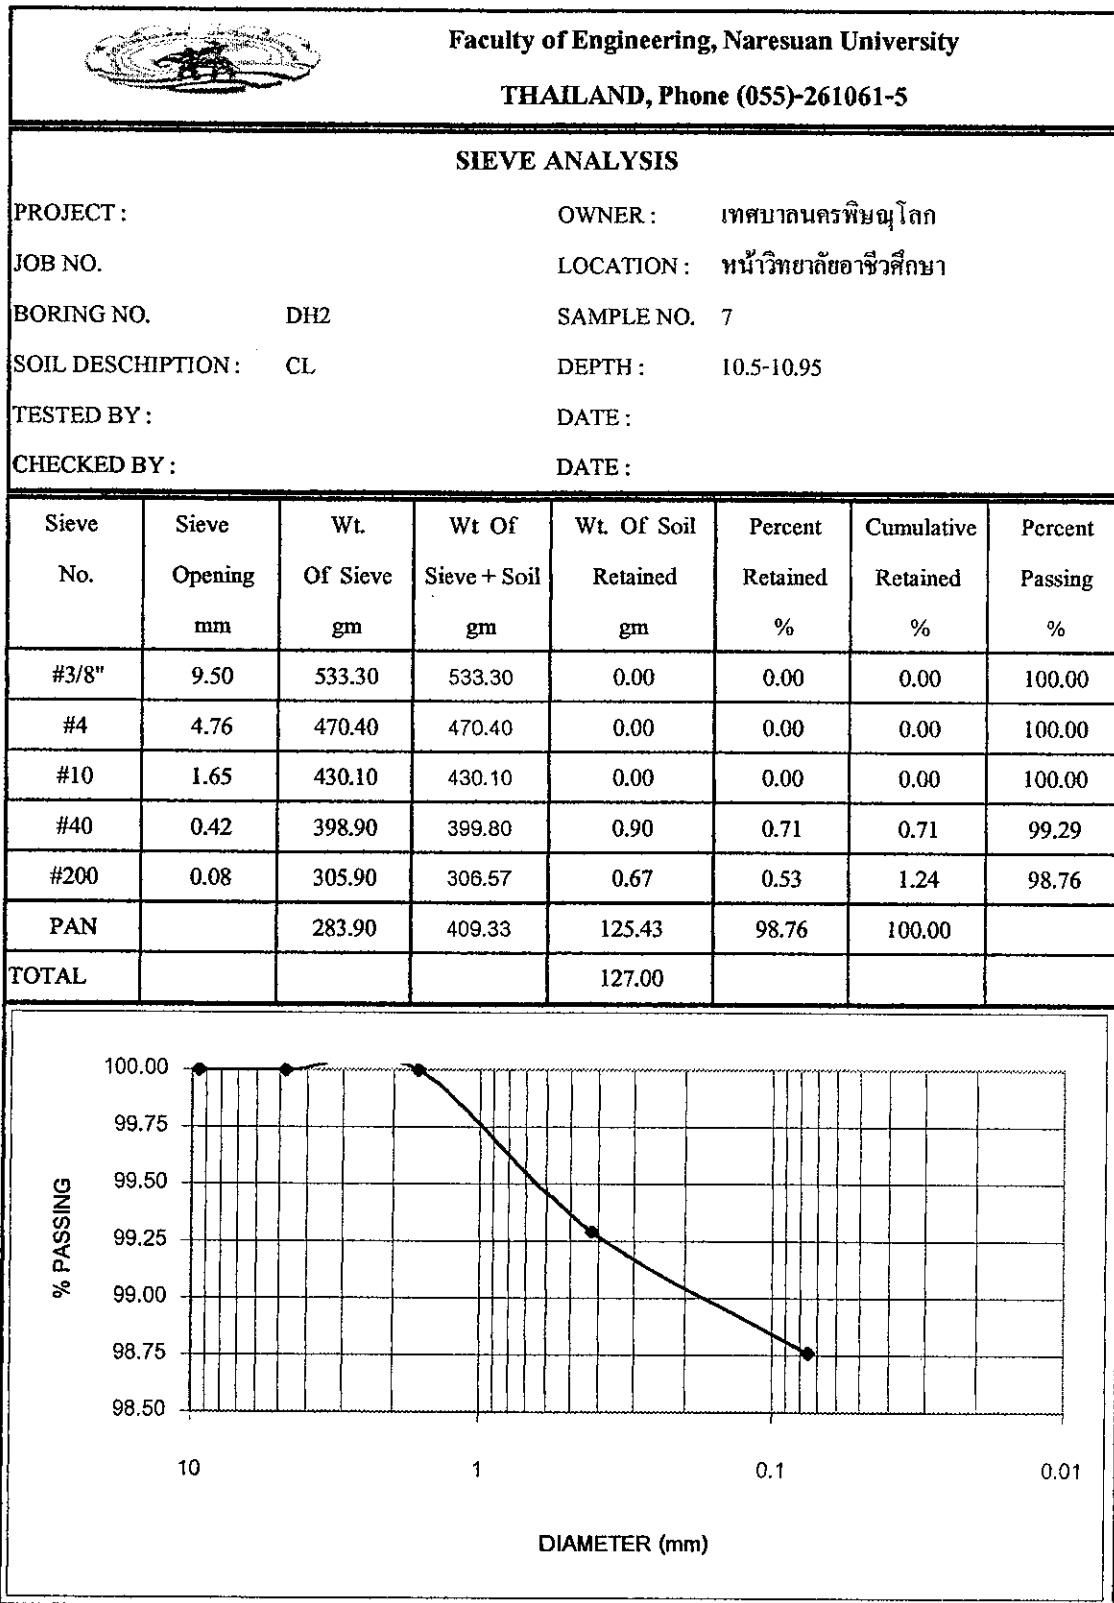 Faculty of Engineering, Naresuan University
THAILAND, Phone (055)-261061-5
SIEVE ANALYSIS
PROJECT : OWNER : เทศบาลนครพิษณุโลก
JOB NO. LOCATION : หน้าวิทยาลัยอาชีวศึกษา
BORING NO. DH2 SAMPLE NO. 7
SOIL DESCHIPTION : CL DEPTH : 10.5-10.95
TESTED BY : DATE :
CHECKED BY : DATE :
Sieve Sieve Wt. Wt Of Wt. Of Soil Percent Cumulative Percent
No. Opening Of Sieve Sieve + Soil Retained Retained Retained Passing
mm gm gm gm % % %
#3/8" 9.50 533.30 533.30 0.00 0.00 0.00 100.00
#4 4.76 470.40 470.40 0.00 0.00 0.00 100.00
#10 1.65 430.10 430.10 0.00 0.00 0.00 100.00
#40 0.42 398.90 399.80 0.90 0.71 0.71 99.29
#200 0.08 305.90 306.57 0.67 0.53 1.24 98.76
PAN 283.90 409.33 125.43 98.76 100.00
TOTAL 127.00
100.00
99.75
99.50
99.25
99.00
98.75
98.50
% PASSING
10 1 0.1 0.01
DIAMETER (mm)